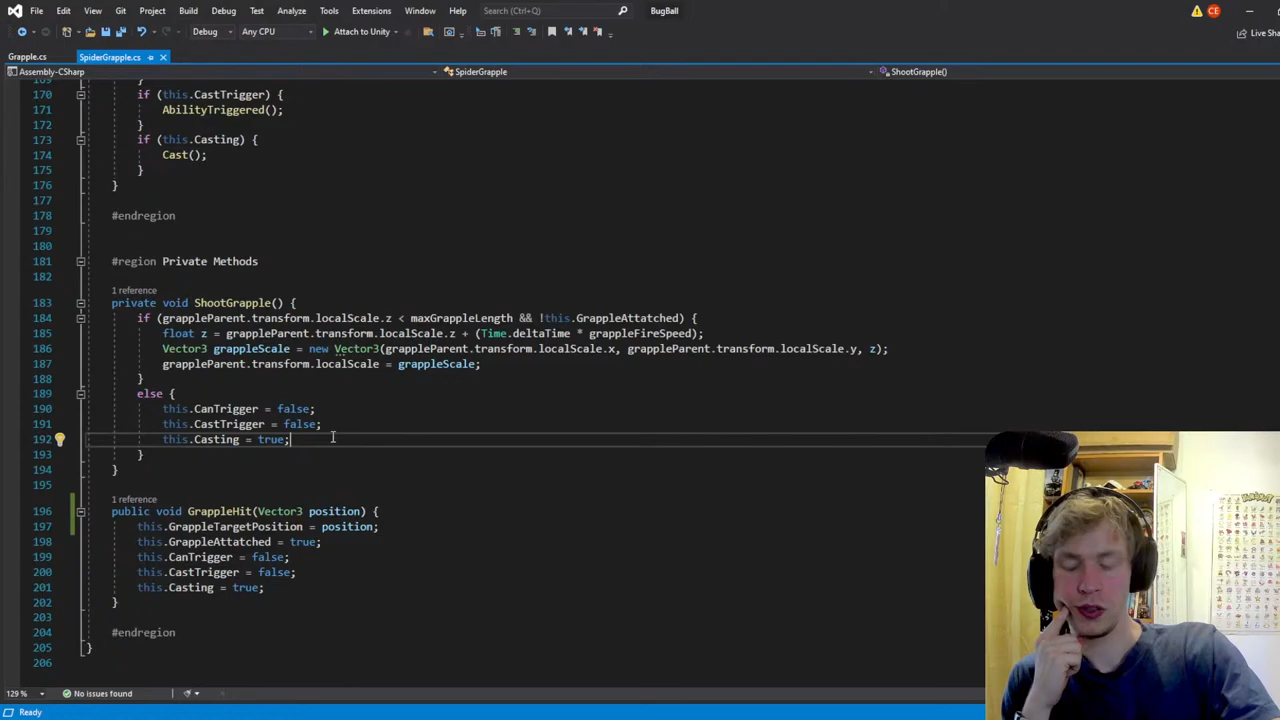 File Edit View Git Project Build Debug Test Analyze Tools Extensions Window Help Search (Ctrl+Q) BugBall CE
Debug Any CPU Attach to Unity Live Sha
Grapple.cs SpiderGrapple.cs
Assembly-CSharp SpiderGrapple ShootGrapple()
169 }
170 if (this.CastTrigger) {
171 AbilityTriggered();
172 }
173 if (this.Casting) {
174 Cast();
175 }
176 }
177
178 #endregion
179
180
181 #region Private Methods
182
1 reference
183 private void ShootGrapple() {
184 if (grappleParent.transform.localScale.z < maxGrappleLength && !this.GrappleAttatched) {
185 float z = grappleParent.transform.localScale.z + (Time.deltaTime * grappleFireSpeed);
186 Vector3 grappleScale = new Vector3(grappleParent.transform.localScale.x, grappleParent.transform.localScale.y, z);
187 grappleParent.transform.localScale = grappleScale;
188 }
189 else {
190 this.CanTrigger = false;
191 this.CastTrigger = false;
192 this.Casting = true;
193 }
194 }
195
1 reference
196 public void GrappleHit(Vector3 position) {
197 this.GrappleTargetPosition = position;
198 this.GrappleAttatched = true;
199 this.CanTrigger = false;
200 this.CastTrigger = false;
201 this.Casting = true;
202 }
203
204 #endregion
205 }
206
129 % No issues found
Ready